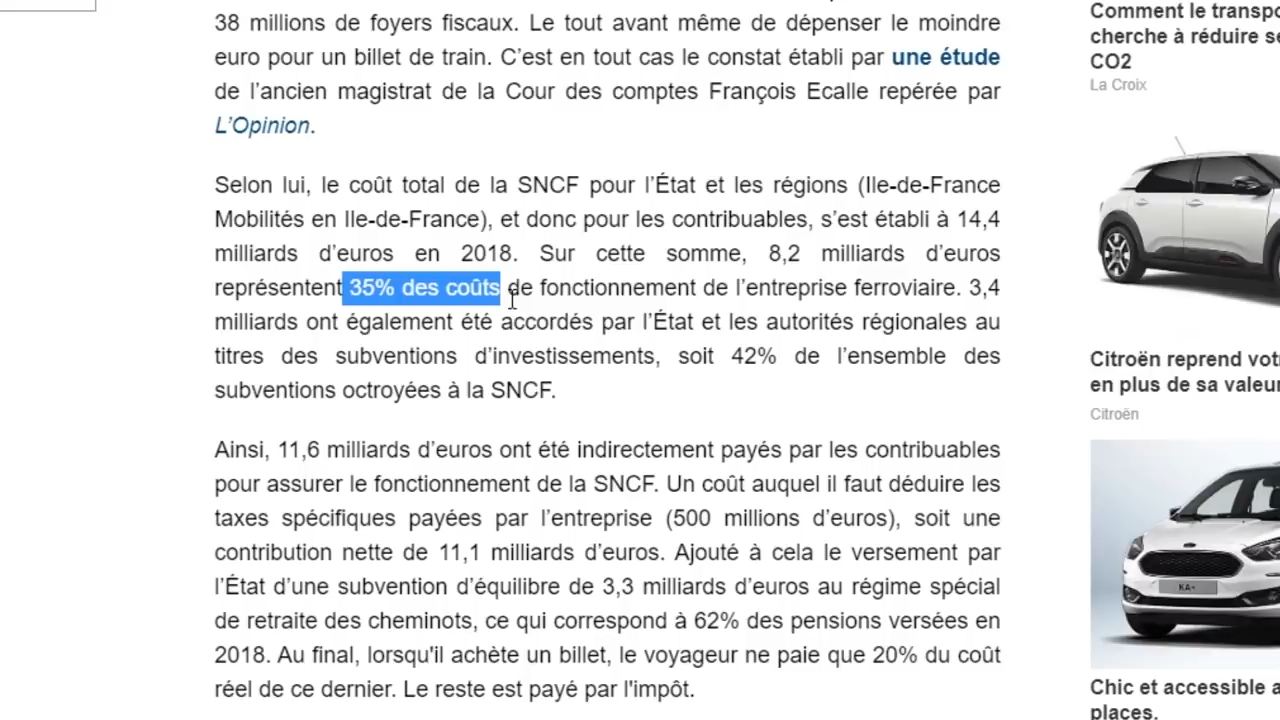 38 millions de foyers fiscaux. Le tout avant même de dépenser le moindre
euro pour un billet de train. C’est en tout cas le constat établi par une étude
de l’ancien magistrat de la Cour des comptes François Ecalle repérée par
L’Opinion.
Selon lui, le coût total de la SNCF pour l’État et les régions (Ile-de-France
Mobilités en Ile-de-France), et donc pour les contribuables, s’est établi à 14,4
milliards d’euros en 2018. Sur cette somme, 8,2 milliards d’euros
représentent 35% des coûts de fonctionnement de l’entreprise ferroviaire. 3,4
milliards ont également été accordés par l’État et les autorités régionales au
titres des subventions d’investissements, soit 42% de l’ensemble des
subventions octroyées à la SNCF.
Ainsi, 11,6 milliards d’euros ont été indirectement payés par les contribuables
pour assurer le fonctionnement de la SNCF. Un coût auquel il faut déduire les
taxes spécifiques payées par l’entreprise (500 millions d’euros), soit une
contribution nette de 11,1 milliards d’euros. Ajouté à cela le versement par
l’État d’une subvention d’équilibre de 3,3 milliards d’euros au régime spécial
de retraite des cheminots, ce qui correspond à 62% des pensions versées en
2018. Au final, lorsqu'il achète un billet, le voyageur ne paie que 20% du coût
réel de ce dernier. Le reste est payé par l'impôt.
Comment le transpo
cherche à réduire se
CO2
La Croix
Citroën reprend votr
en plus de sa valeur
Citroën
KA+
Chic et accessible a
places.